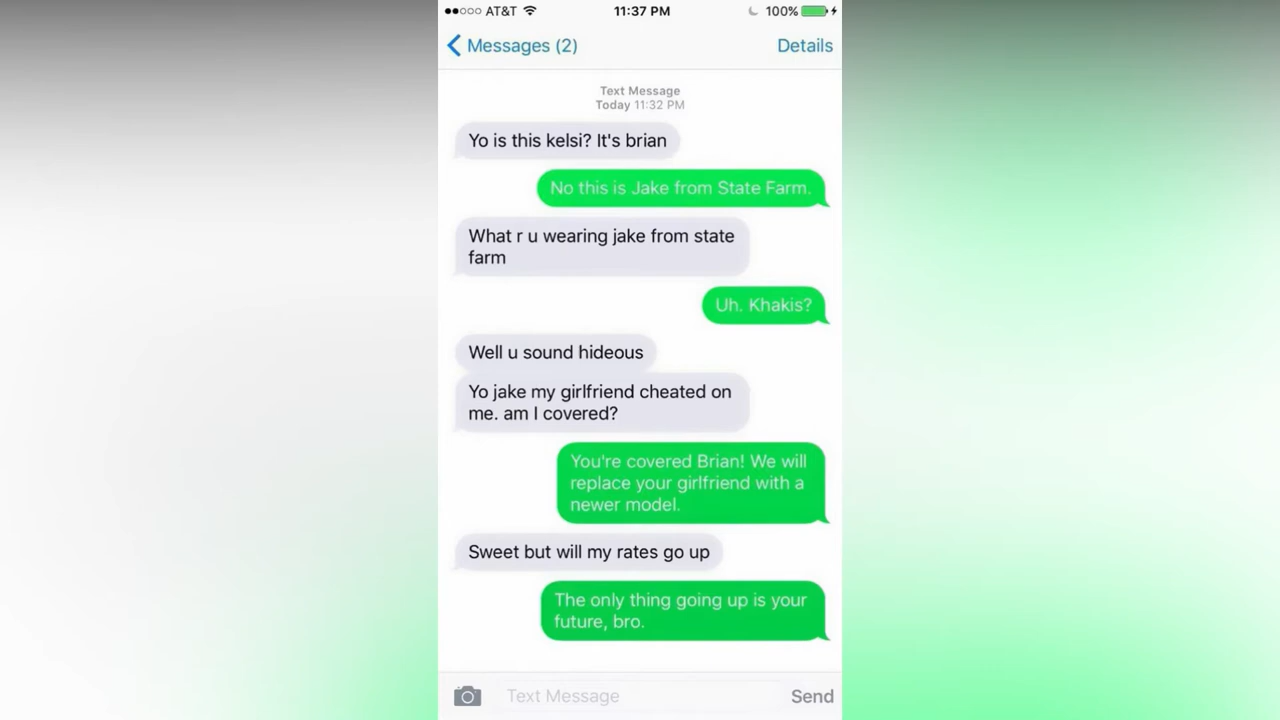 AT&T 11:37 PM 100%
Messages (2) Details
Text Message
Today 11:32 PM
Yo is this kelsi? It's brian
No this is Jake from State Farm.
What r u wearing jake from state
farm
Uh. Khakis?
Well u sound hideous
Yo jake my girlfriend cheated on
me. am I covered?
You're covered Brian! We will
replace your girlfriend with a
newer model.
Sweet but will my rates go up
The only thing going up is your
future, bro.
Text Message Send